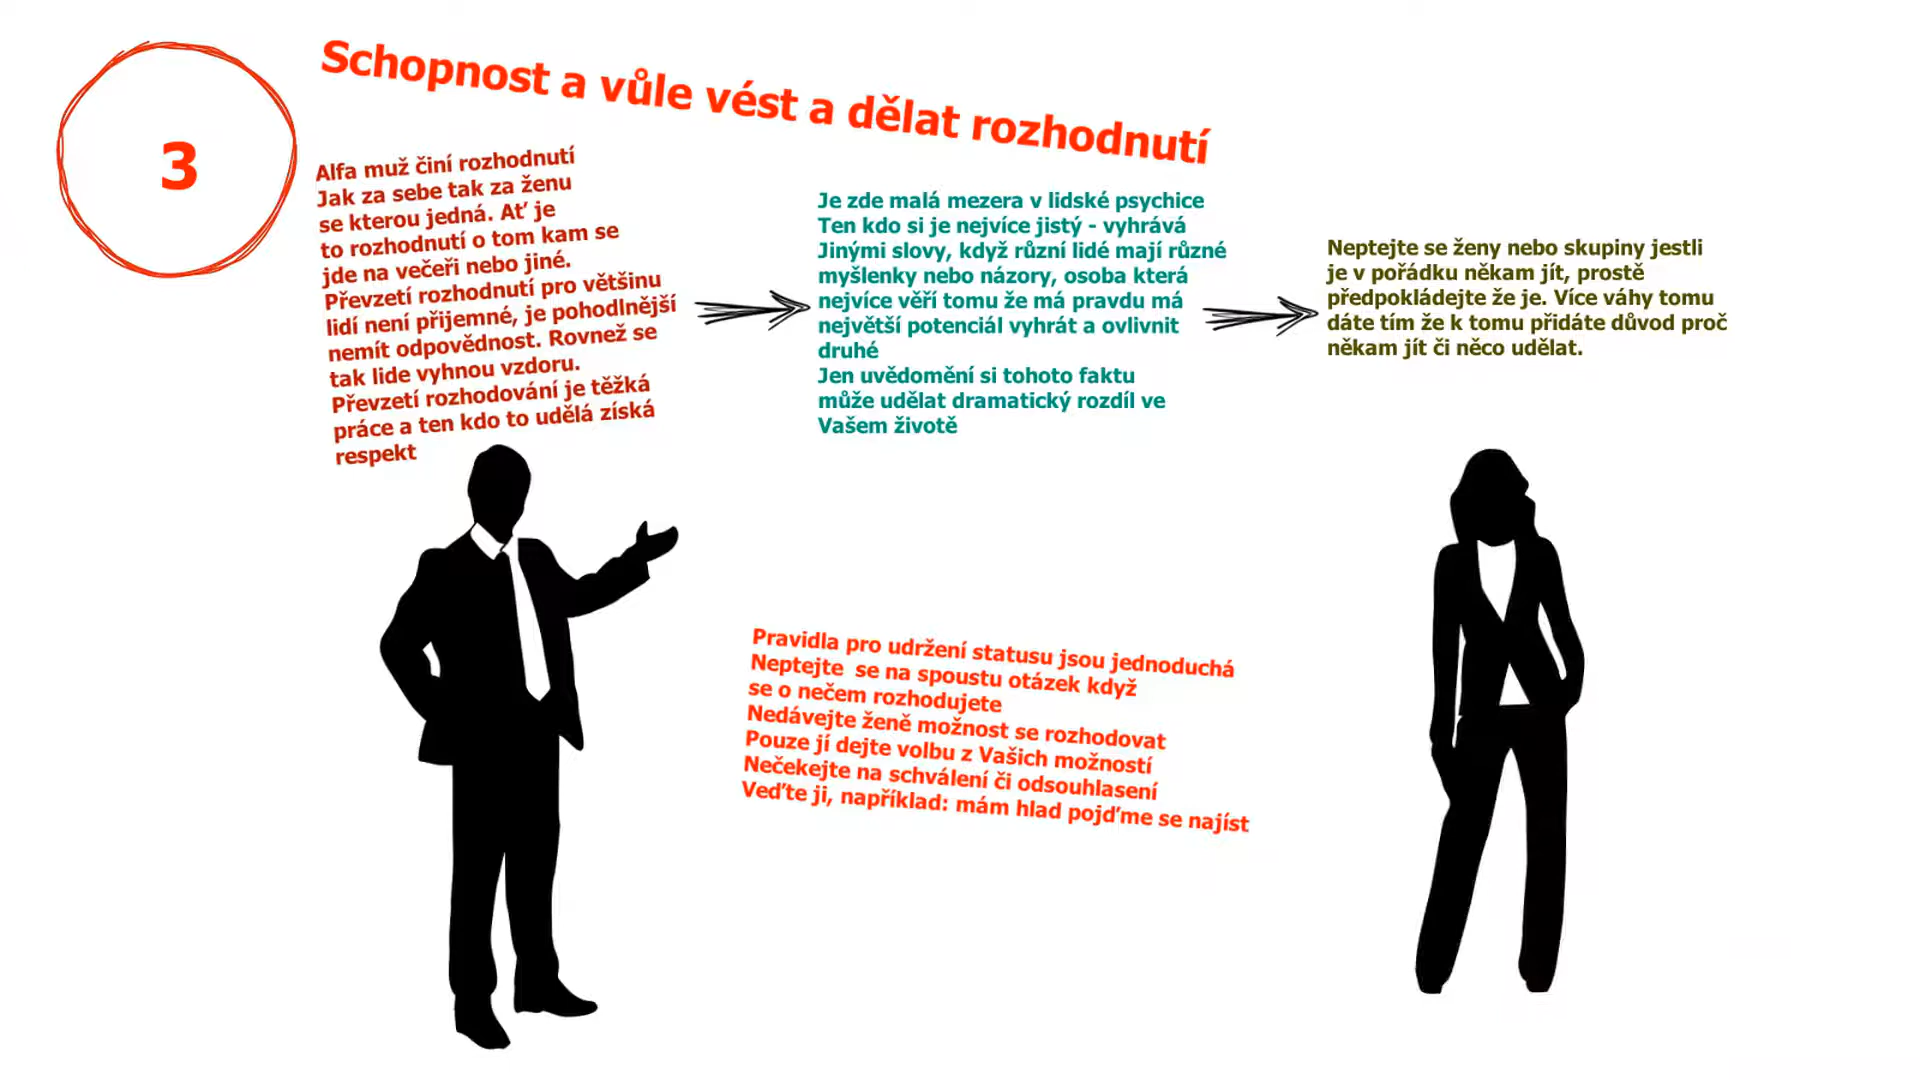 3
Schopnost a vůle vést a dělat rozhodnutí
Alfa muž činí rozhodnutí
Jak za sebe tak za ženu
se kterou jedná. Ať je
to rozhodnutí o tom kam se
jde na večeři nebo jiné.
Převzetí rozhodnutí pro většinu
lidí není přijemné, je pohodlnější
nemít odpovědnost. Rovnež se
tak lide vyhnou vzdoru.
Převzetí rozhodování je těžká
práce a ten kdo to udělá získá
respekt
Je zde malá mezera v lidské psychice
Ten kdo si je nejvíce jistý - vyhrává
Jinými slovy, když různí lidé mají různé
myšlenky nebo názory, osoba která
nejvíce věří tomu že má pravdu má
největší potenciál vyhrát a ovlivnit
druhé
Jen uvědomění si tohoto faktu
může udělat dramatický rozdíl ve
Vašem životě
Neptejte se ženy nebo skupiny jestli
je v pořádku někam jít, prostě
předpokládejte že je. Více váhy tomu
dáte tím že k tomu přidáte důvod proč
někam jít či něco udělat.
Pravidla pro udržení statusu jsou jednoduchá
Neptejte  se na spoustu otázek když
se o nečem rozhodujete
Nedávejte ženě možnost se rozhodovat
Pouze jí dejte volbu z Vašich možností
Nečekejte na schválení či odsouhlasení
Veďte ji, například: mám hlad pojďme se najíst